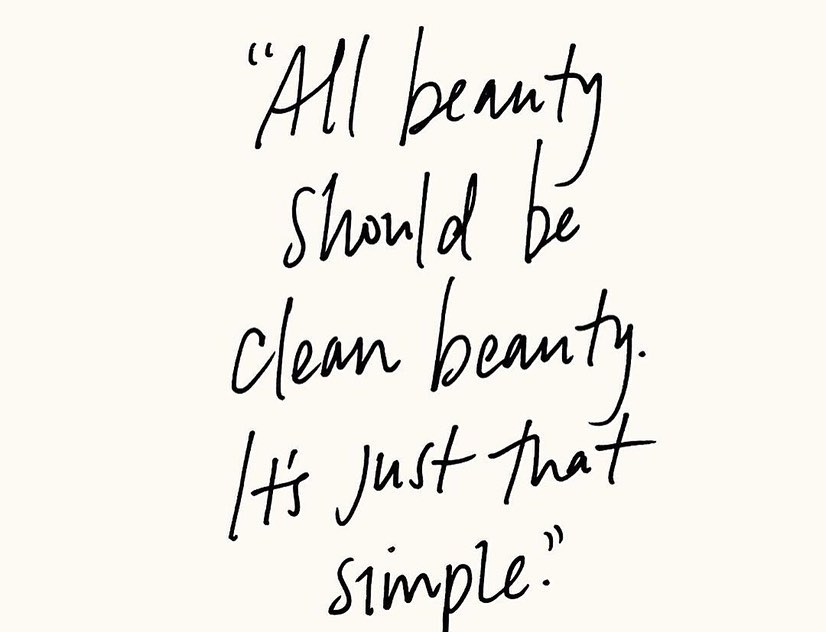 “All beauty
should be
clean beauty.
It's just that
simple.”